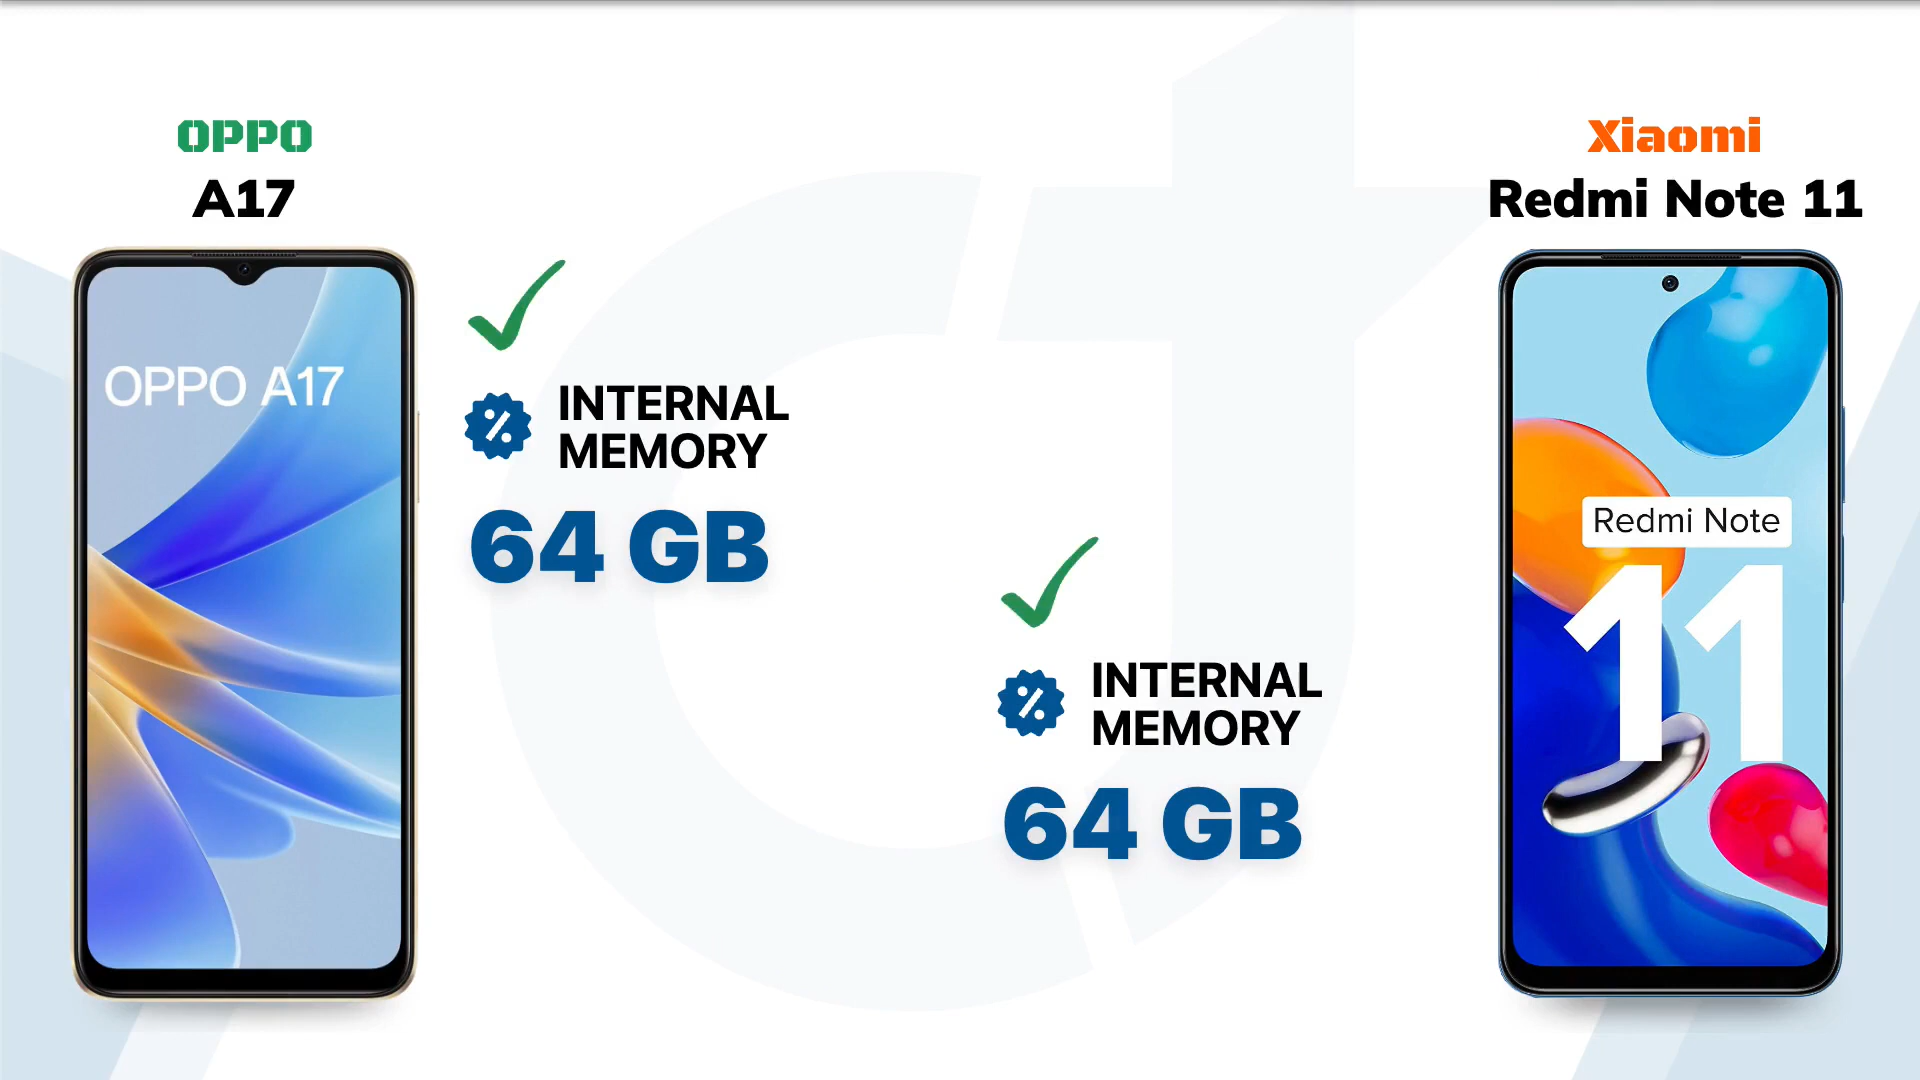 OPPO
A17
OPPO A17
INTERNAL
MEMORY
64 GB
Xiaomi
Redmi Note 11
Redmi Note
11
INTERNAL
MEMORY
64 GB